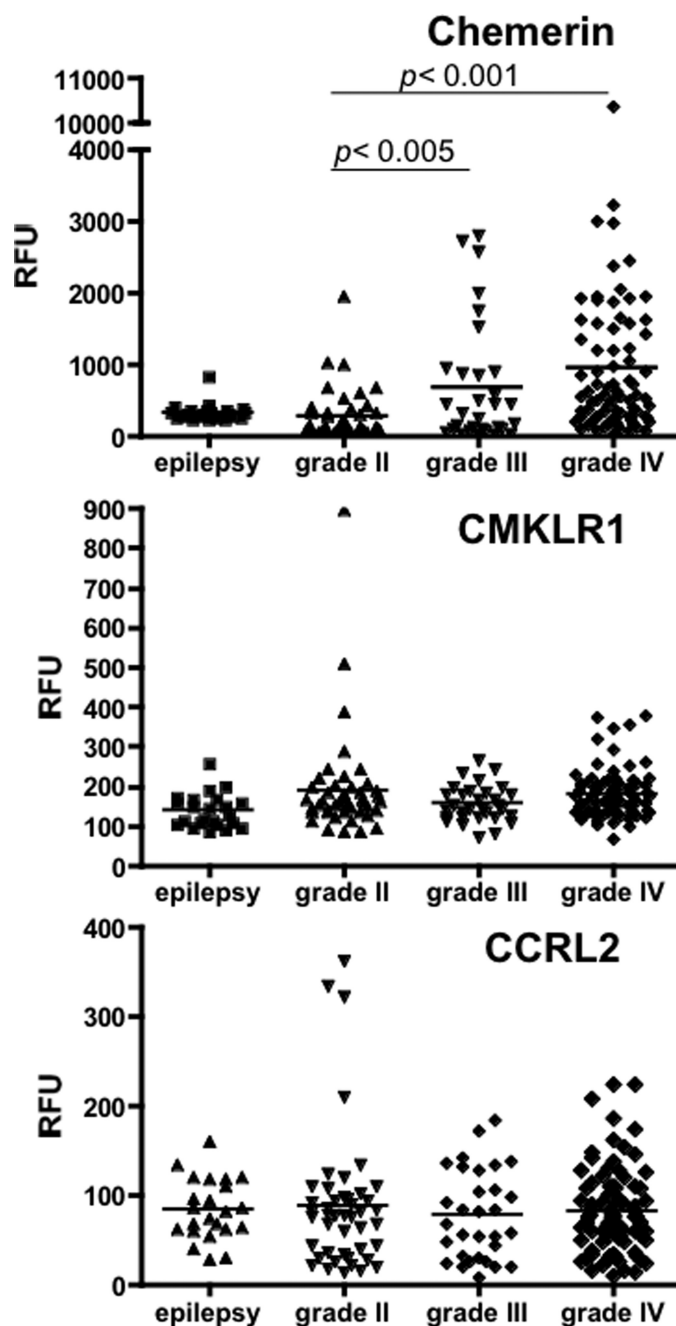 Chemerin
11000
p< 0.001
10000
4000
p< 0.005
3000
RFU
2000
1000
0
epilepsy grade II grade III grade IV
900
CMKLR1
800
700
600
500
RFU
400
300
200
100
0
epilepsy grade II grade III grade IV
400
CCRL2
300
RFU
200
100
0
epilepsy grade II grade III grade IV